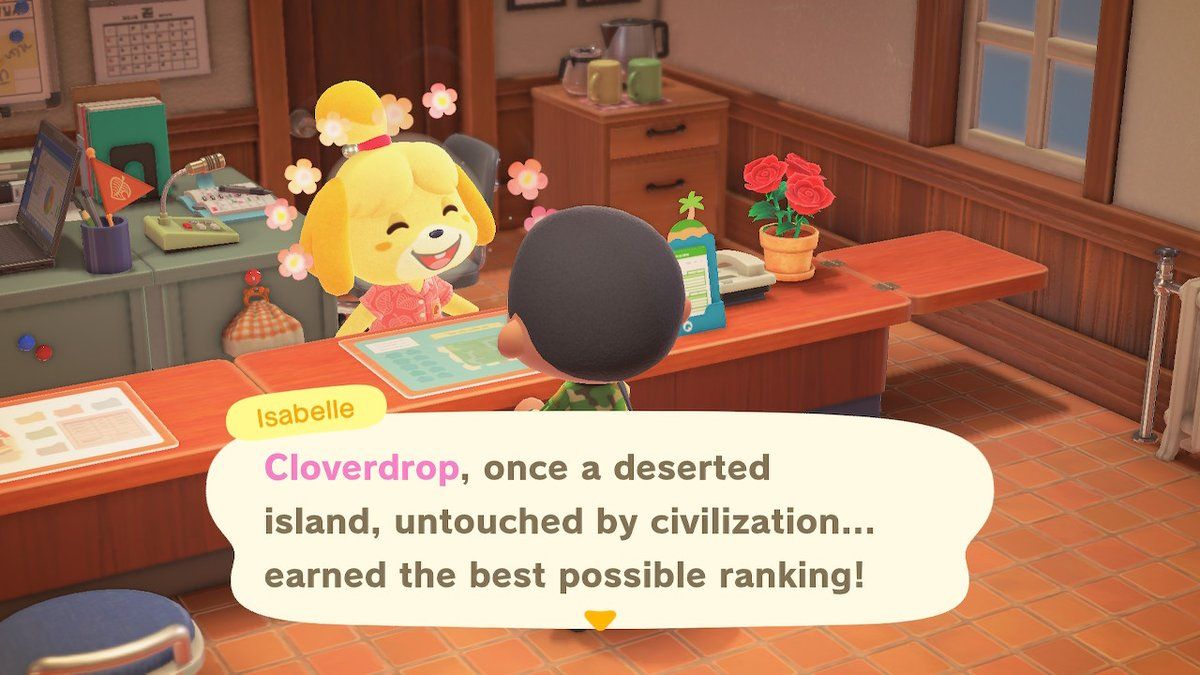 Isabelle
Cloverdrop, once a deserted
island, untouched by civilization...
earned the best possible ranking!